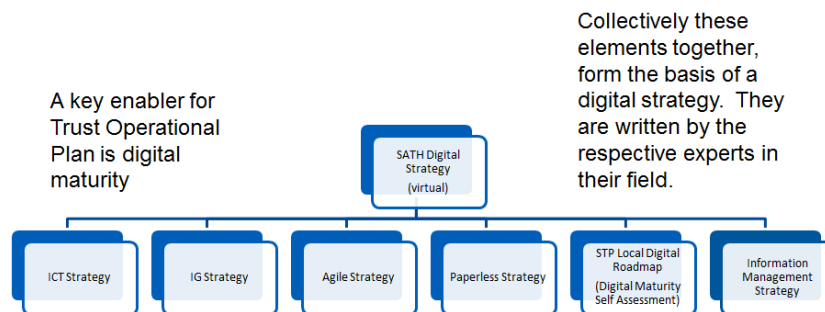 Collectively these
elements together,
form the basis of a
digital strategy.  They
are written by the
respective experts in
their field.
A key enabler for
Trust Operational
Plan is digital
maturity
SATH Digital
Strategy
(virtual)
ICT Strategy
IG Strategy
Agile Strategy
Paperless Strategy
STP Local Digital
Roadmap
(Digital Maturity
Self Assessment)
Information
Management
Strategy